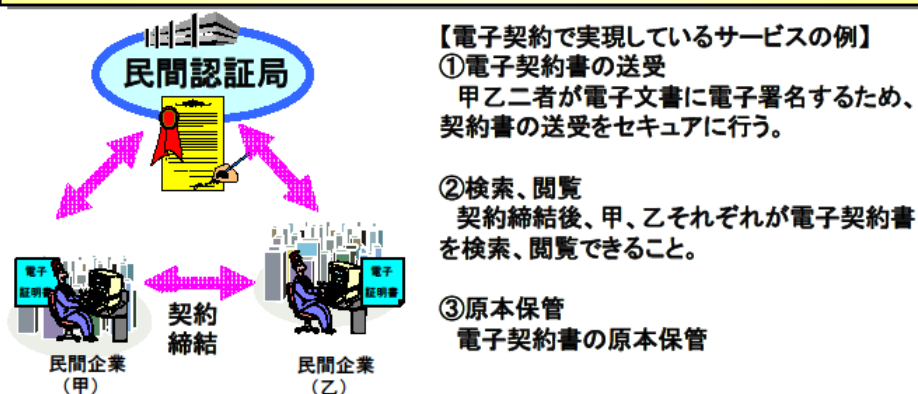 民間認証局
電子
証明書
電子
証明書
契約
締結
民間企業
(甲)
民間企業
(乙)
【電子契約で実現しているサービスの例】
①電子契約書の送受
甲乙二者が電子文書に電子署名するため、
契約書の送受をセキュアに行う。
②検索、閲覧
契約締結後、甲、乙それぞれが電子契約書
を検索、閲覧できること。
③原本保管
電子契約書の原本保管